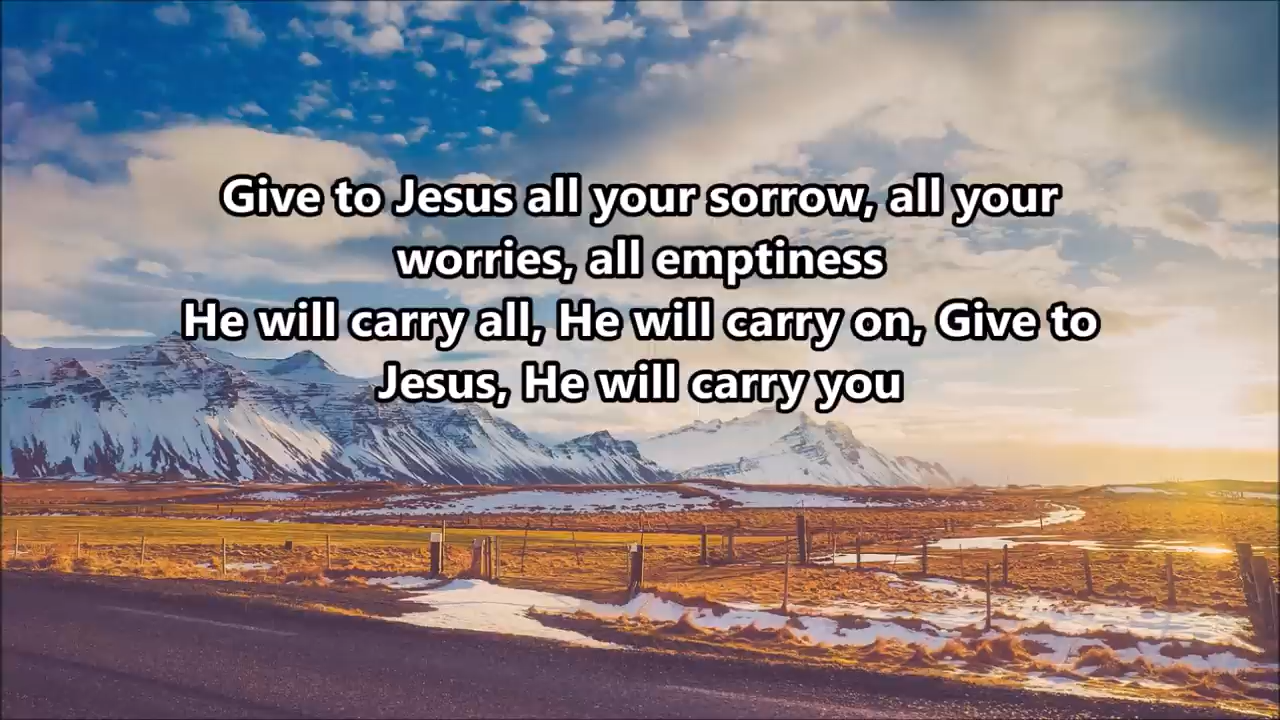 Give to Jesus all your sorrow, all your
worries, all emptiness
He will carry all, He will carry on, Give to
Jesus, He will carry you